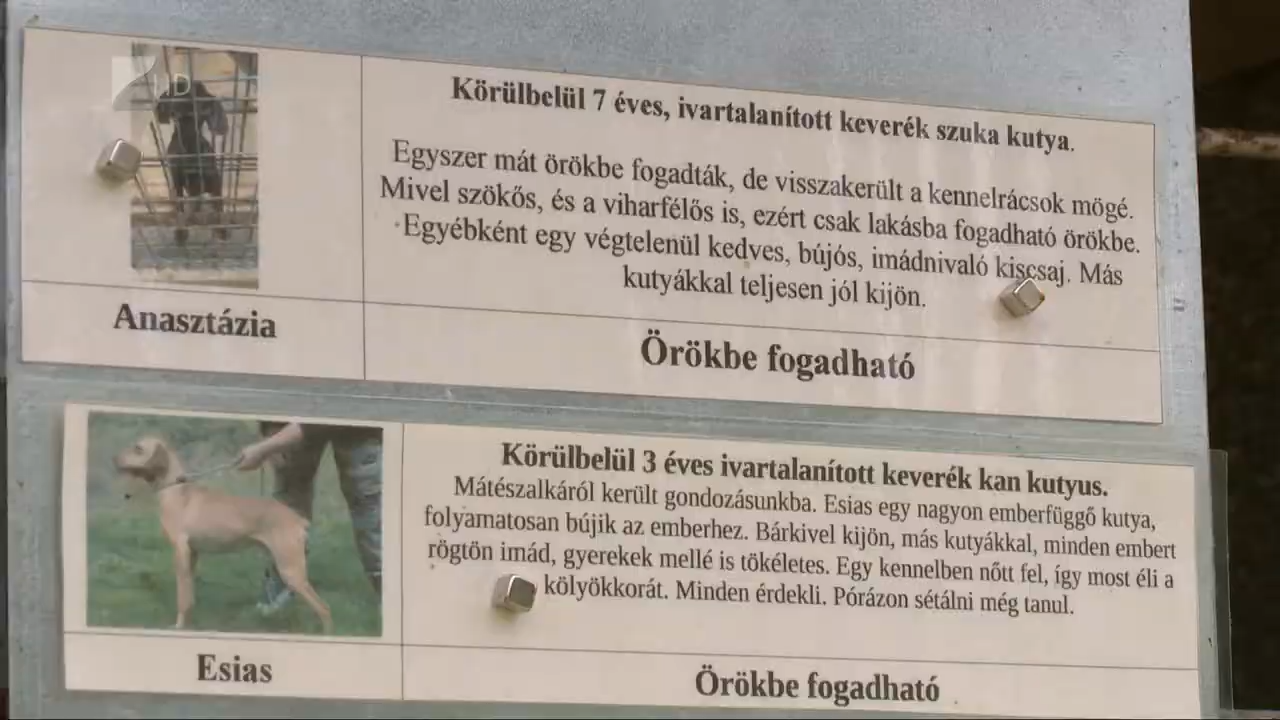 HD
Körülbelül 7 éves, ivartalanított keverék szuka kutya.
Egyszer mát örökbe fogadták, de visszakerült a kennelrácsok mögé.
Mivel szökős, és a viharfélős is, ezért csak lakásba fogadható örökbe.
Egyébként egy végtelenül kedves, bújós, imádnivaló kiscsaj. Más
kutyákkal teljesen jól kijön.
Anasztázia
Örökbe fogadható
Körülbelül 3 éves ivartalanított keverék kan kutyus.
Mátészalkáról került gondozásunkba. Esias egy nagyon emberfüggő kutya,
folyamatosan bújik az emberhez. Bárkivel kijön, más kutyákkal, minden embert
rögtön imád, gyerekek mellé is tökéletes. Egy kennelben nőtt fel, így most éli a
kölyökkorát. Minden érdekli. Pórázon sétálni még tanul.
Esias
Örökbe fogadható